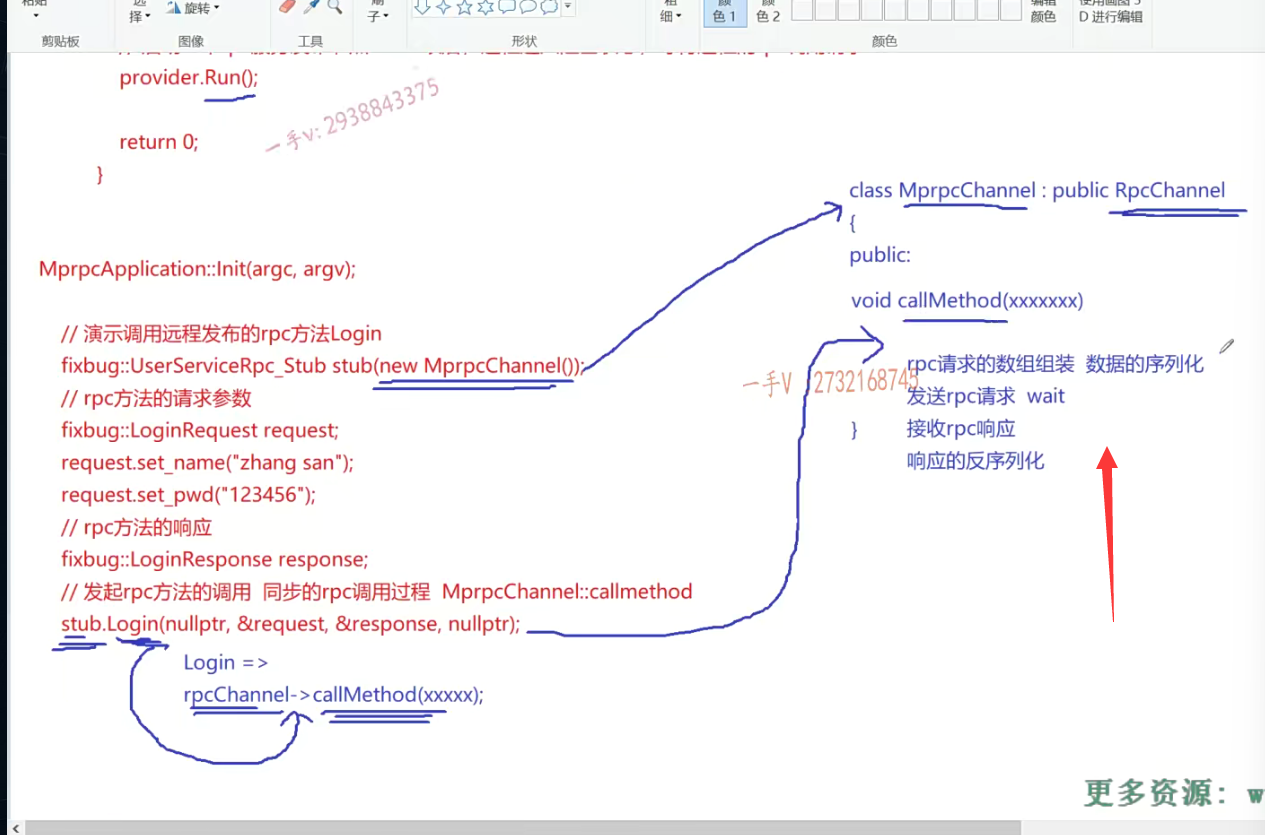 粘贴
选
择
旋转
子
粗
细
颜
色 1
颜
色 2
编辑
颜色
使用画图 3
D 进行编辑
剪贴板
图像
工具
形状
颜色
provider.Run();
一手v: 2938843375
return 0;
}
class MprpcChannel : public RpcChannel
{
public:
void callMethod(xxxxxxx)
rpc请求的数组组装 数据的序列化
发送rpc请求 wait
} 接收rpc响应
响应的反序列化
一手V 2732168745
MprpcApplication::Init(argc, argv);
// 演示调用远程发布的rpc方法Login
fixbug::UserServiceRpc_Stub stub(new MprpcChannel());
// rpc方法的请求参数
fixbug::LoginRequest request;
request.set_name("zhang san");
request.set_pwd("123456");
// rpc方法的响应
fixbug::LoginResponse response;
// 发起rpc方法的调用 同步的rpc调用过程 MprpcChannel::callmethod
stub.Login(nullptr, &request, &response, nullptr);
Login =>
rpcChannel->callMethod(xxxxx);
更多资源: w